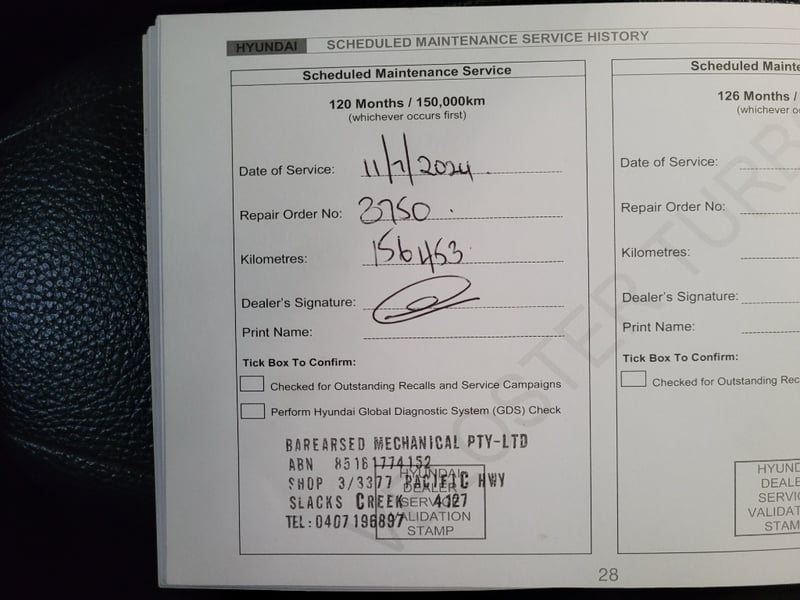 HYUNDAI SCHEDULED MAINTENANCE SERVICE HISTORY
Scheduled Maintenance Service
120 Months / 150,000km
(whichever occurs first)
Date of Service: 11/7/2024
Repair Order No: 3750
Kilometres: 156453
Dealer's Signature:
Print Name:
Tick Box To Confirm:
Checked for Outstanding Recalls and Service Campaigns
Perform Hyundai Global Diagnostic System (GDS) Check
BAREARSED MECHANICAL PTY-LTD
ABN 85161774152
SHOP 3/3377 PACIFIC HWY
SLACKS CREEK 4127
TEL:0407196897
HYUNDAI
DEALER
SERVICE
VALIDATION
STAMP
Scheduled Mainte
126 Months /
(whichever oc
Date of Service:
Repair Order No:
Kilometres:
Dealer's Signature:
Print Name:
Tick Box To Confirm:
Checked for Outstanding Rec
HYUND
DEALE
SERVIC
VALIDAT
STAM
28